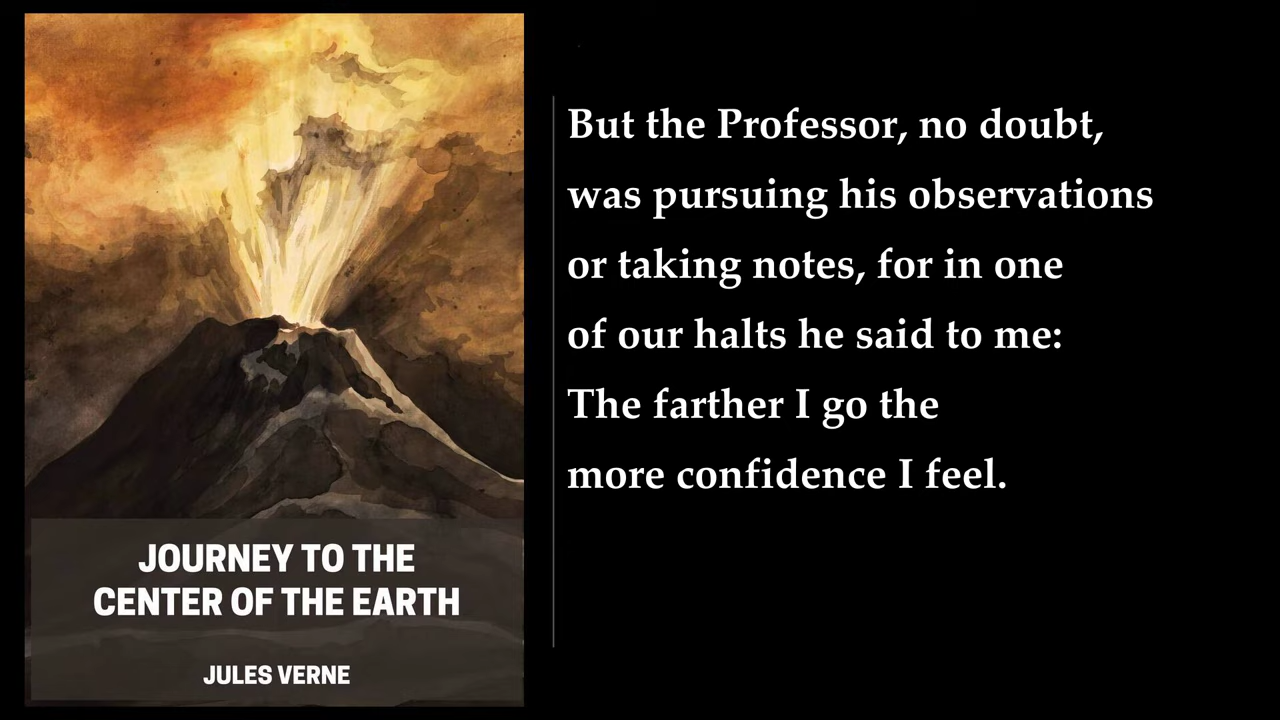 JOURNEY TO THE
CENTER OF THE EARTH
JULES VERNE
But the Professor, no doubt,
was pursuing his observations
or taking notes, for in one
of our halts he said to me:
The farther I go the
more confidence I feel.